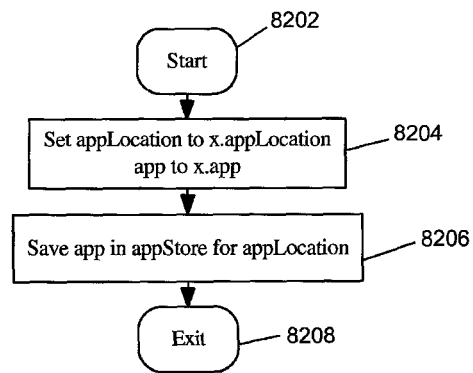 8202
Start
8204
Set appLocation to x.appLocation
app to x.app
8206
Save app in appStore for appLocation
Exit
8208